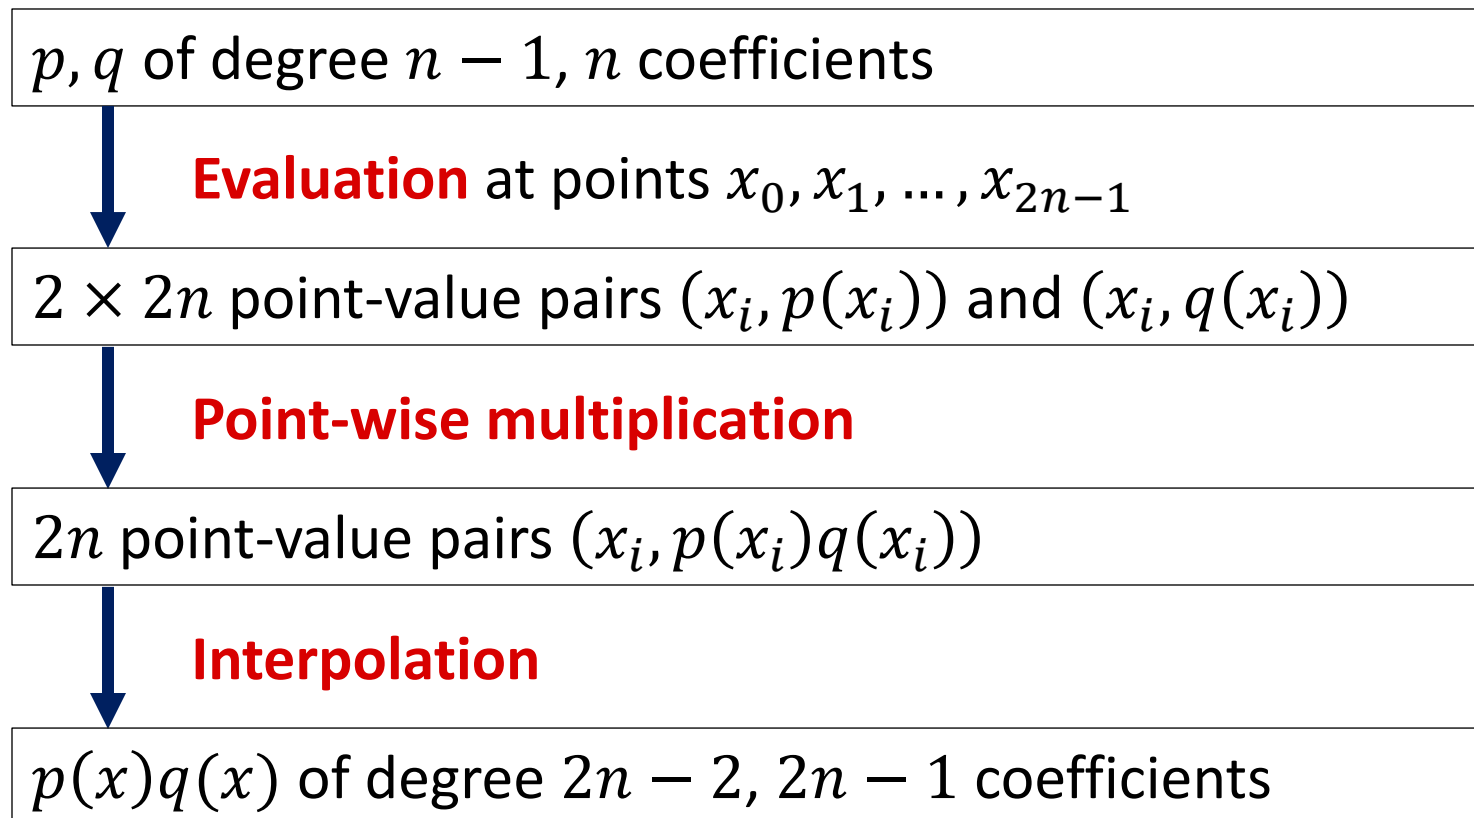 p, q of degree n − 1, n coefficients
Evaluation at points x₀, x₁, … , x₂ₙ₋₁
2 × 2n point-value pairs (xᵢ, p(xᵢ)) and (xᵢ, q(xᵢ))
Point-wise multiplication
2n point-value pairs (xᵢ, p(xᵢ)q(xᵢ))
Interpolation
p(x)q(x) of degree 2n − 2, 2n − 1 coefficients